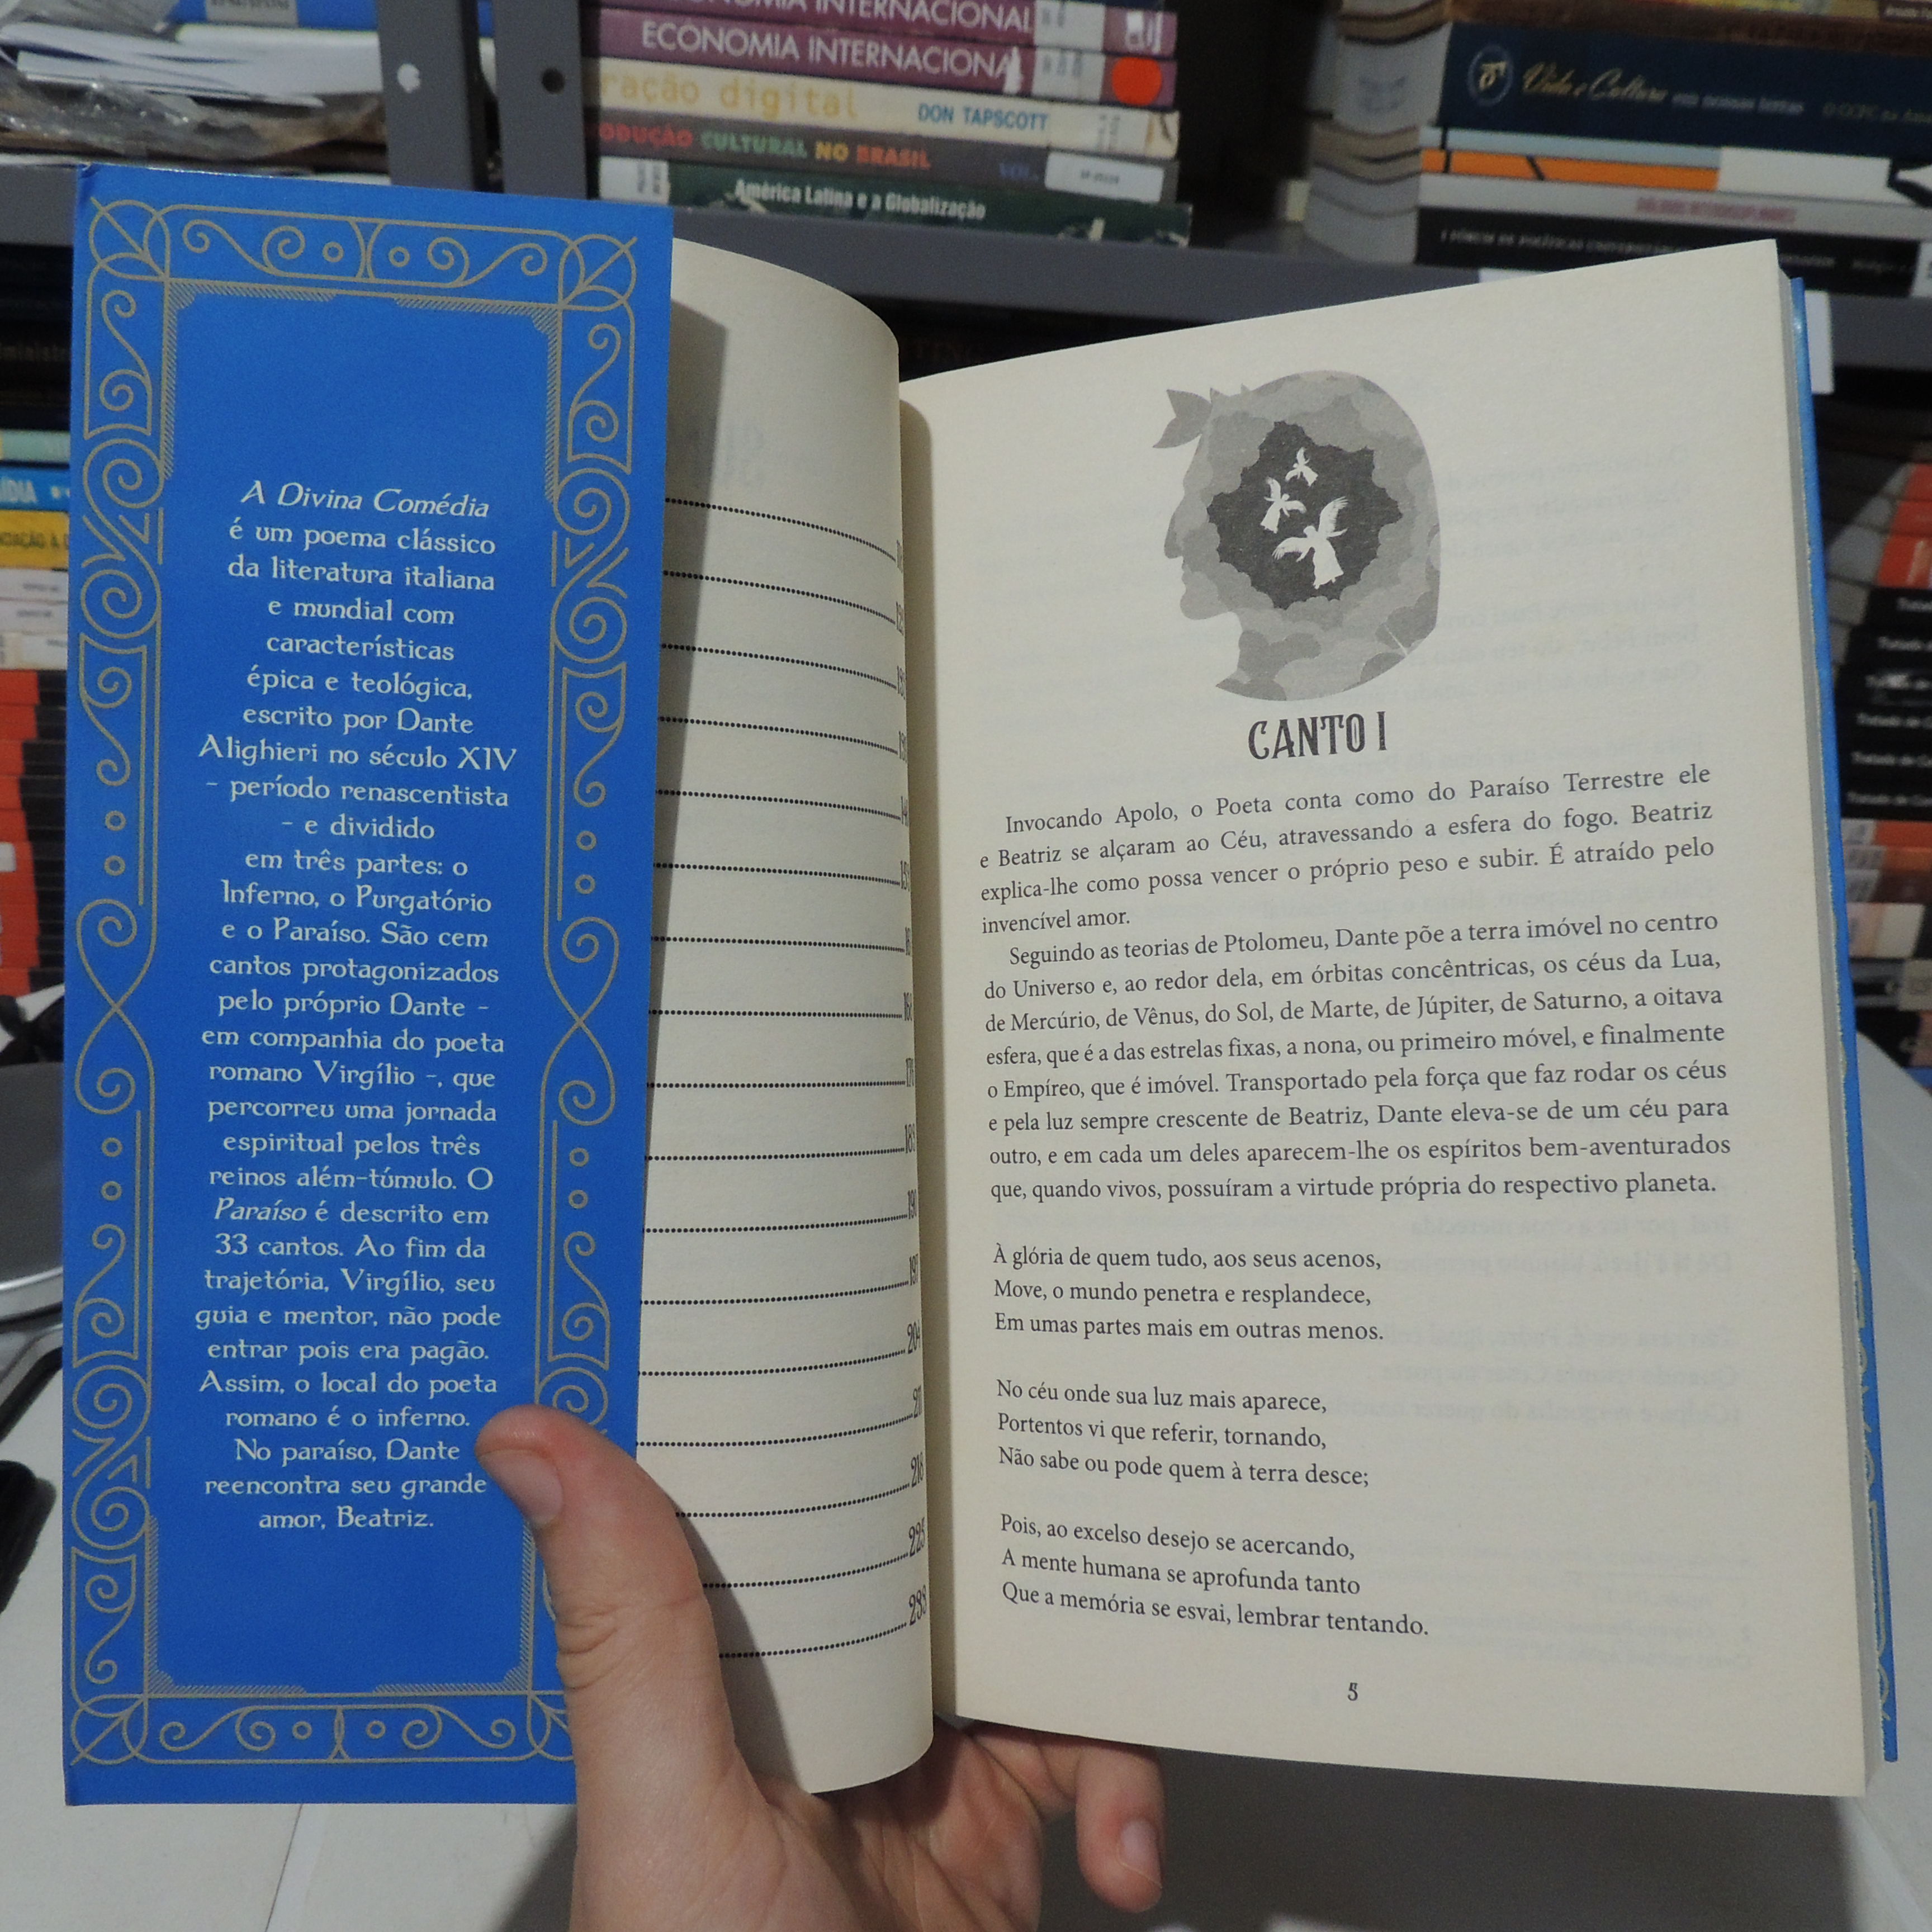 ECONOMIA INTERNACIONAL
ECONOMIA INTERNACIONAL
ração digital DON TAPSCOTT
ODUÇÃO CULTURAL NO BRASIL VOL.
América Latina e a Globalização
Vida e Cultura em nossas letras
A Divina Comédia
é um poema clássico
da literatura italiana
e mundial com
características
épica e teológica,
escrito por Dante
Alighieri no século XIV
- período renascentista
- e dividido
em três partes: o
Inferno, o Purgatório
e o Paraíso. São cem
cantos protagonizados
pelo próprio Dante -
em companhia do poeta
romano Virgílio -, que
percorreu uma jornada
espiritual pelos três
reinos além-túmulo. O
Paraíso é descrito em
33 cantos. Ao fim da
trajetória, Virgílio, seu
guia e mentor, não pode
entrar pois era pagão.
Assim, o local do poeta
romano é o inferno.
No paraíso, Dante
reencontra seu grande
amor, Beatriz.
190
197
204
211
218
225
233
CANTO I
Invocando Apolo, o Poeta conta como do Paraíso Terrestre ele
e Beatriz se alçaram ao Céu, atravessando a esfera do fogo. Beatriz
explica-lhe como possa vencer o próprio peso e subir. É atraído pelo
invencível amor.
Seguindo as teorias de Ptolomeu, Dante põe a terra imóvel no centro
do Universo e, ao redor dela, em órbitas concêntricas, os céus da Lua,
de Mercúrio, de Vênus, do Sol, de Marte, de Júpiter, de Saturno, a oitava
esfera, que é a das estrelas fixas, a nona, ou primeiro móvel, e finalmente
o Empíreo, que é imóvel. Transportado pela força que faz rodar os céus
e pela luz sempre crescente de Beatriz, Dante eleva-se de um céu para
outro, e em cada um deles aparecem-lhe os espíritos bem-aventurados
que, quando vivos, possuíram a virtude própria do respectivo planeta.
À glória de quem tudo, aos seus acenos,
Move, o mundo penetra e resplandece,
Em umas partes mais em outras menos.
No céu onde sua luz mais aparece,
Portentos vi que referir, tornando,
Não sabe ou pode quem à terra desce;
Pois, ao excelso desejo se acercando,
A mente humana se aprofunda tanto
Que a memória se esvai, lembrar tentando.
5